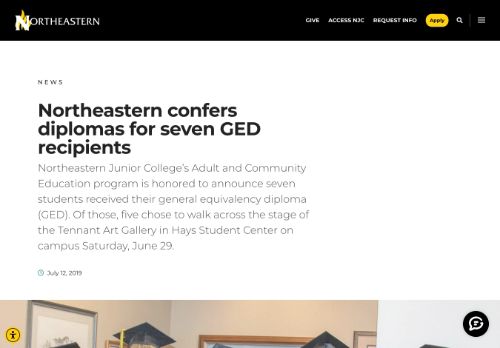 NORTHEASTERN
GIVE ACCESS NJC REQUEST INFO Apply
NEWS
Northeastern confers
diplomas for seven GED
recipients
Northeastern Junior College's Adult and Community
Education program is honored to announce seven
students received their general equivalency diploma
(GED). Of those, five chose to walk across the stage of
the Tennant Art Gallery in Hays Student Center on
campus Saturday, June 29.
July 12, 2019